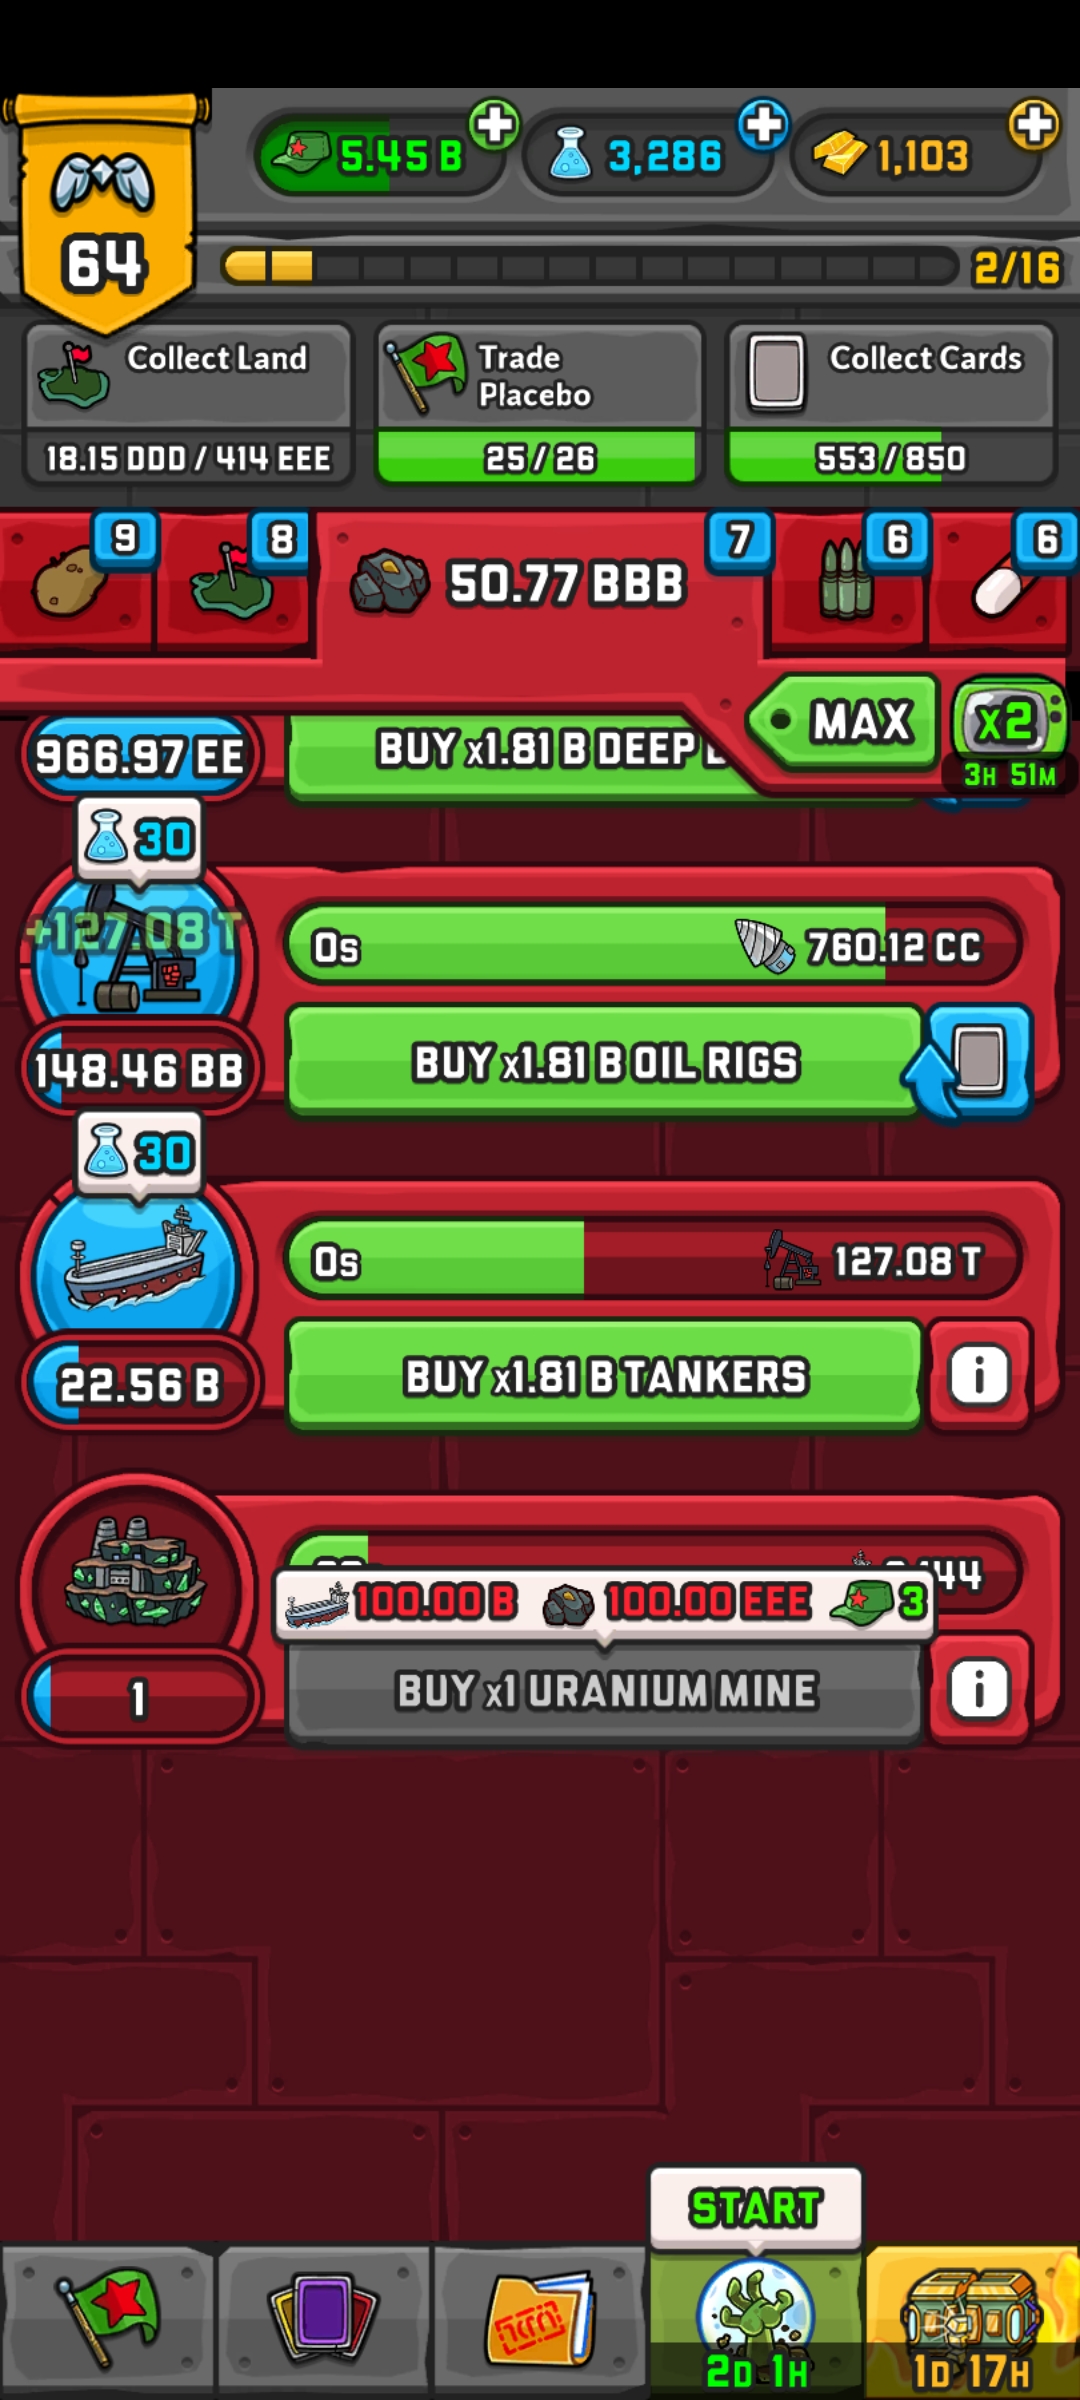 5.45 B
3,286
1,103
64
2/16
Collect Land
18.15 DDD / 414 EEE
Trade
Placebo
25 / 26
Collect Cards
553 / 850
9
8
50.77 BBB
7
6
6
MAX
x2
3H 51M
966.97 EE
BUY x1.81 B DEEP
30
+127.08 T
0s
760.12 CC
148.46 BB
BUY x1.81 B OIL RIGS
30
0s
127.08 T
22.56 B
BUY x1.81 B TANKERS
i
44
100.00 B
100.00 EEE
3
1
BUY x1 URANIUM MINE
i
START
2D 1H
1D 17H